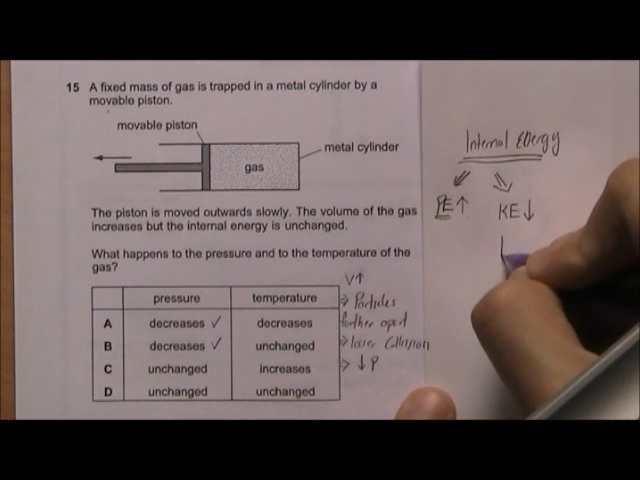 15 A fixed mass of gas is trapped in a metal cylinder by a
movable piston.
movable piston
metal cylinder
gas
The piston is moved outwards slowly. The volume of the gas
increases but the internal energy is unchanged.
What happens to the pressure and to the temperature of the
gas?
pressure temperature
A decreases ✓ decreases
B decreases ✓ unchanged
C unchanged increases
D unchanged unchanged
V↑
⇒ Particles
further apart
⇒ lesser Collision
⇒ ↓ P
Internal Energy
PE↑ KE↓